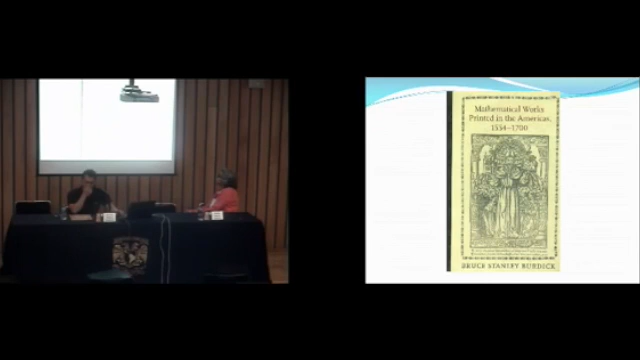 Mathematical Works
Printed in the Americas,
1554–1700
BRUCE STANLEY BURDICK